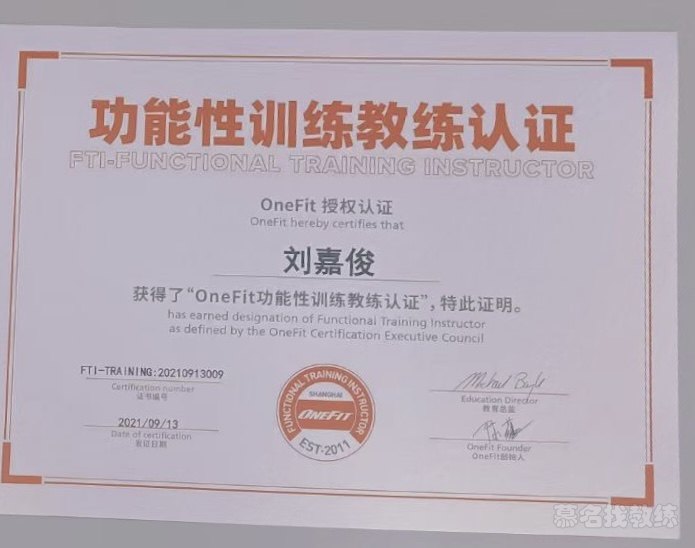 功能性训练教练认证
FTI-FUNCTIONAL TRAINING INSTRUCTOR
OneFit 授权认证
OneFit hereby certifies that
刘嘉俊
获得了“OneFit功能性训练教练认证”,特此证明。
has earned designation of Functional Training Instructor
as defined by the OneFit Certification Executive Council
FTI-TRAINING:20210913009
Certification number
证书编号
2021/09/13
Date of certification
发证日期
FUNCTIONAL TRAINING INSTRUCTOR
SHANGHAI
ONEFIT
EST-2011
Michael Boyle
Education Director
教育总监
OneFit Founder
OneFit创始人
慕名找教练